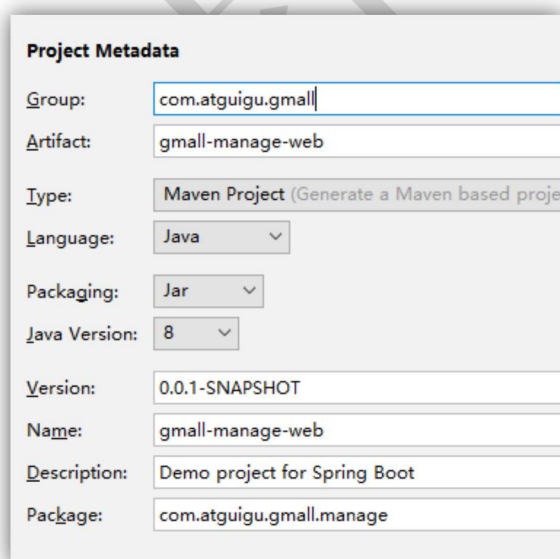 Project Metadata
Group: com.atguigu.gmall
Artifact: gmall-manage-web
Type: Maven Project (Generate a Maven based proje
Language: Java
Packaging: Jar
Java Version: 8
Version: 0.0.1-SNAPSHOT
Name: gmall-manage-web
Description: Demo project for Spring Boot
Package: com.atguigu.gmall.manage